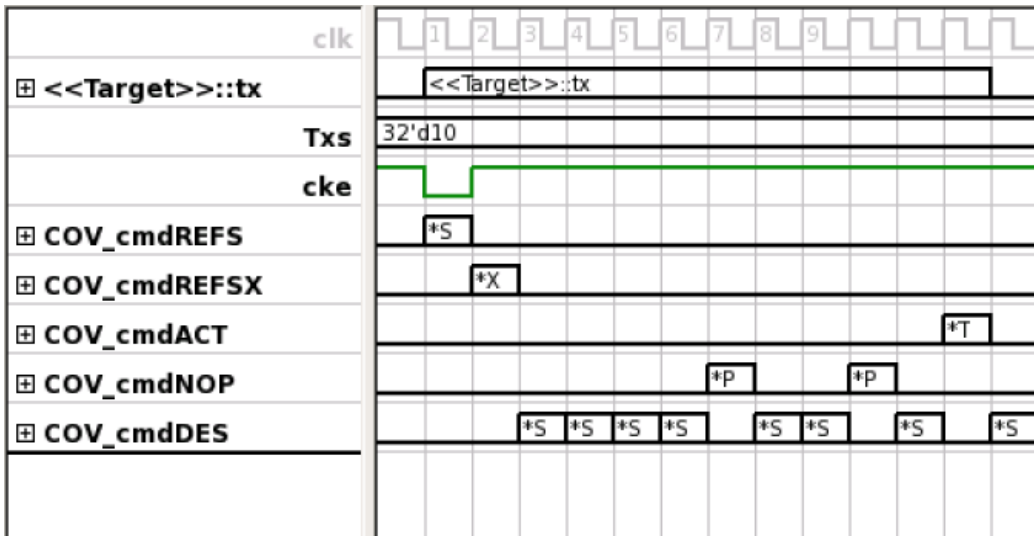 clk 1 2 3 4 5 6 7 8 9
<<Target>>::tx <<Target>>::tx
Txs 32'd10
cke
COV_cmdREFS *S
COV_cmdREFSX *X
COV_cmdACT *T
COV_cmdNOP *P *P
COV_cmdDES *S *S *S *S *S *S *S *S